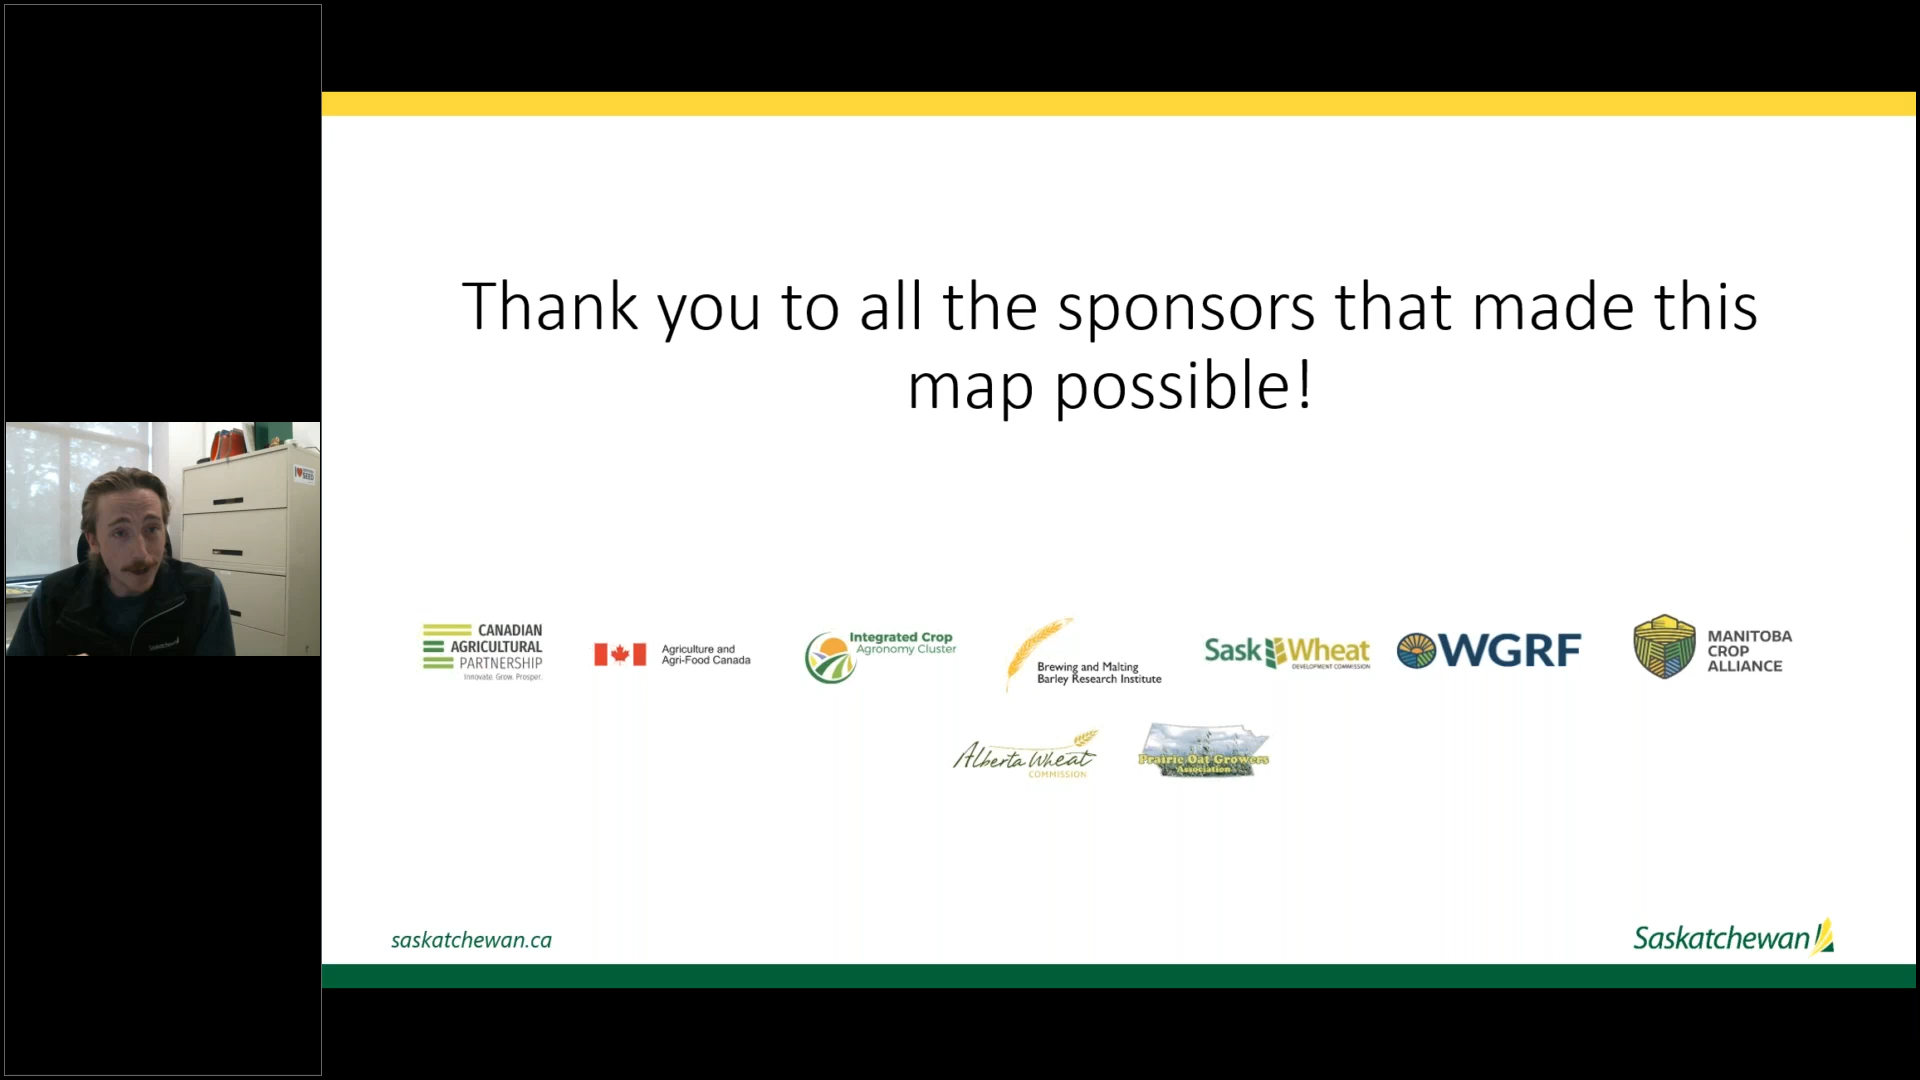 Thank you to all the sponsors that made this
map possible!
CANADIAN
AGRICULTURAL
PARTNERSHIP
Innovate. Grow. Prosper.
Agriculture and
Agri-Food Canada
Integrated Crop
Agronomy Cluster
Brewing and Malting
Barley Research Institute
Sask Wheat
DEVELOPMENT COMMISSION
WGRF
MANITOBA
CROP
ALLIANCE
Alberta Wheat
COMMISSION
Prairie Oat Growers
Association
saskatchewan.ca
Saskatchewan